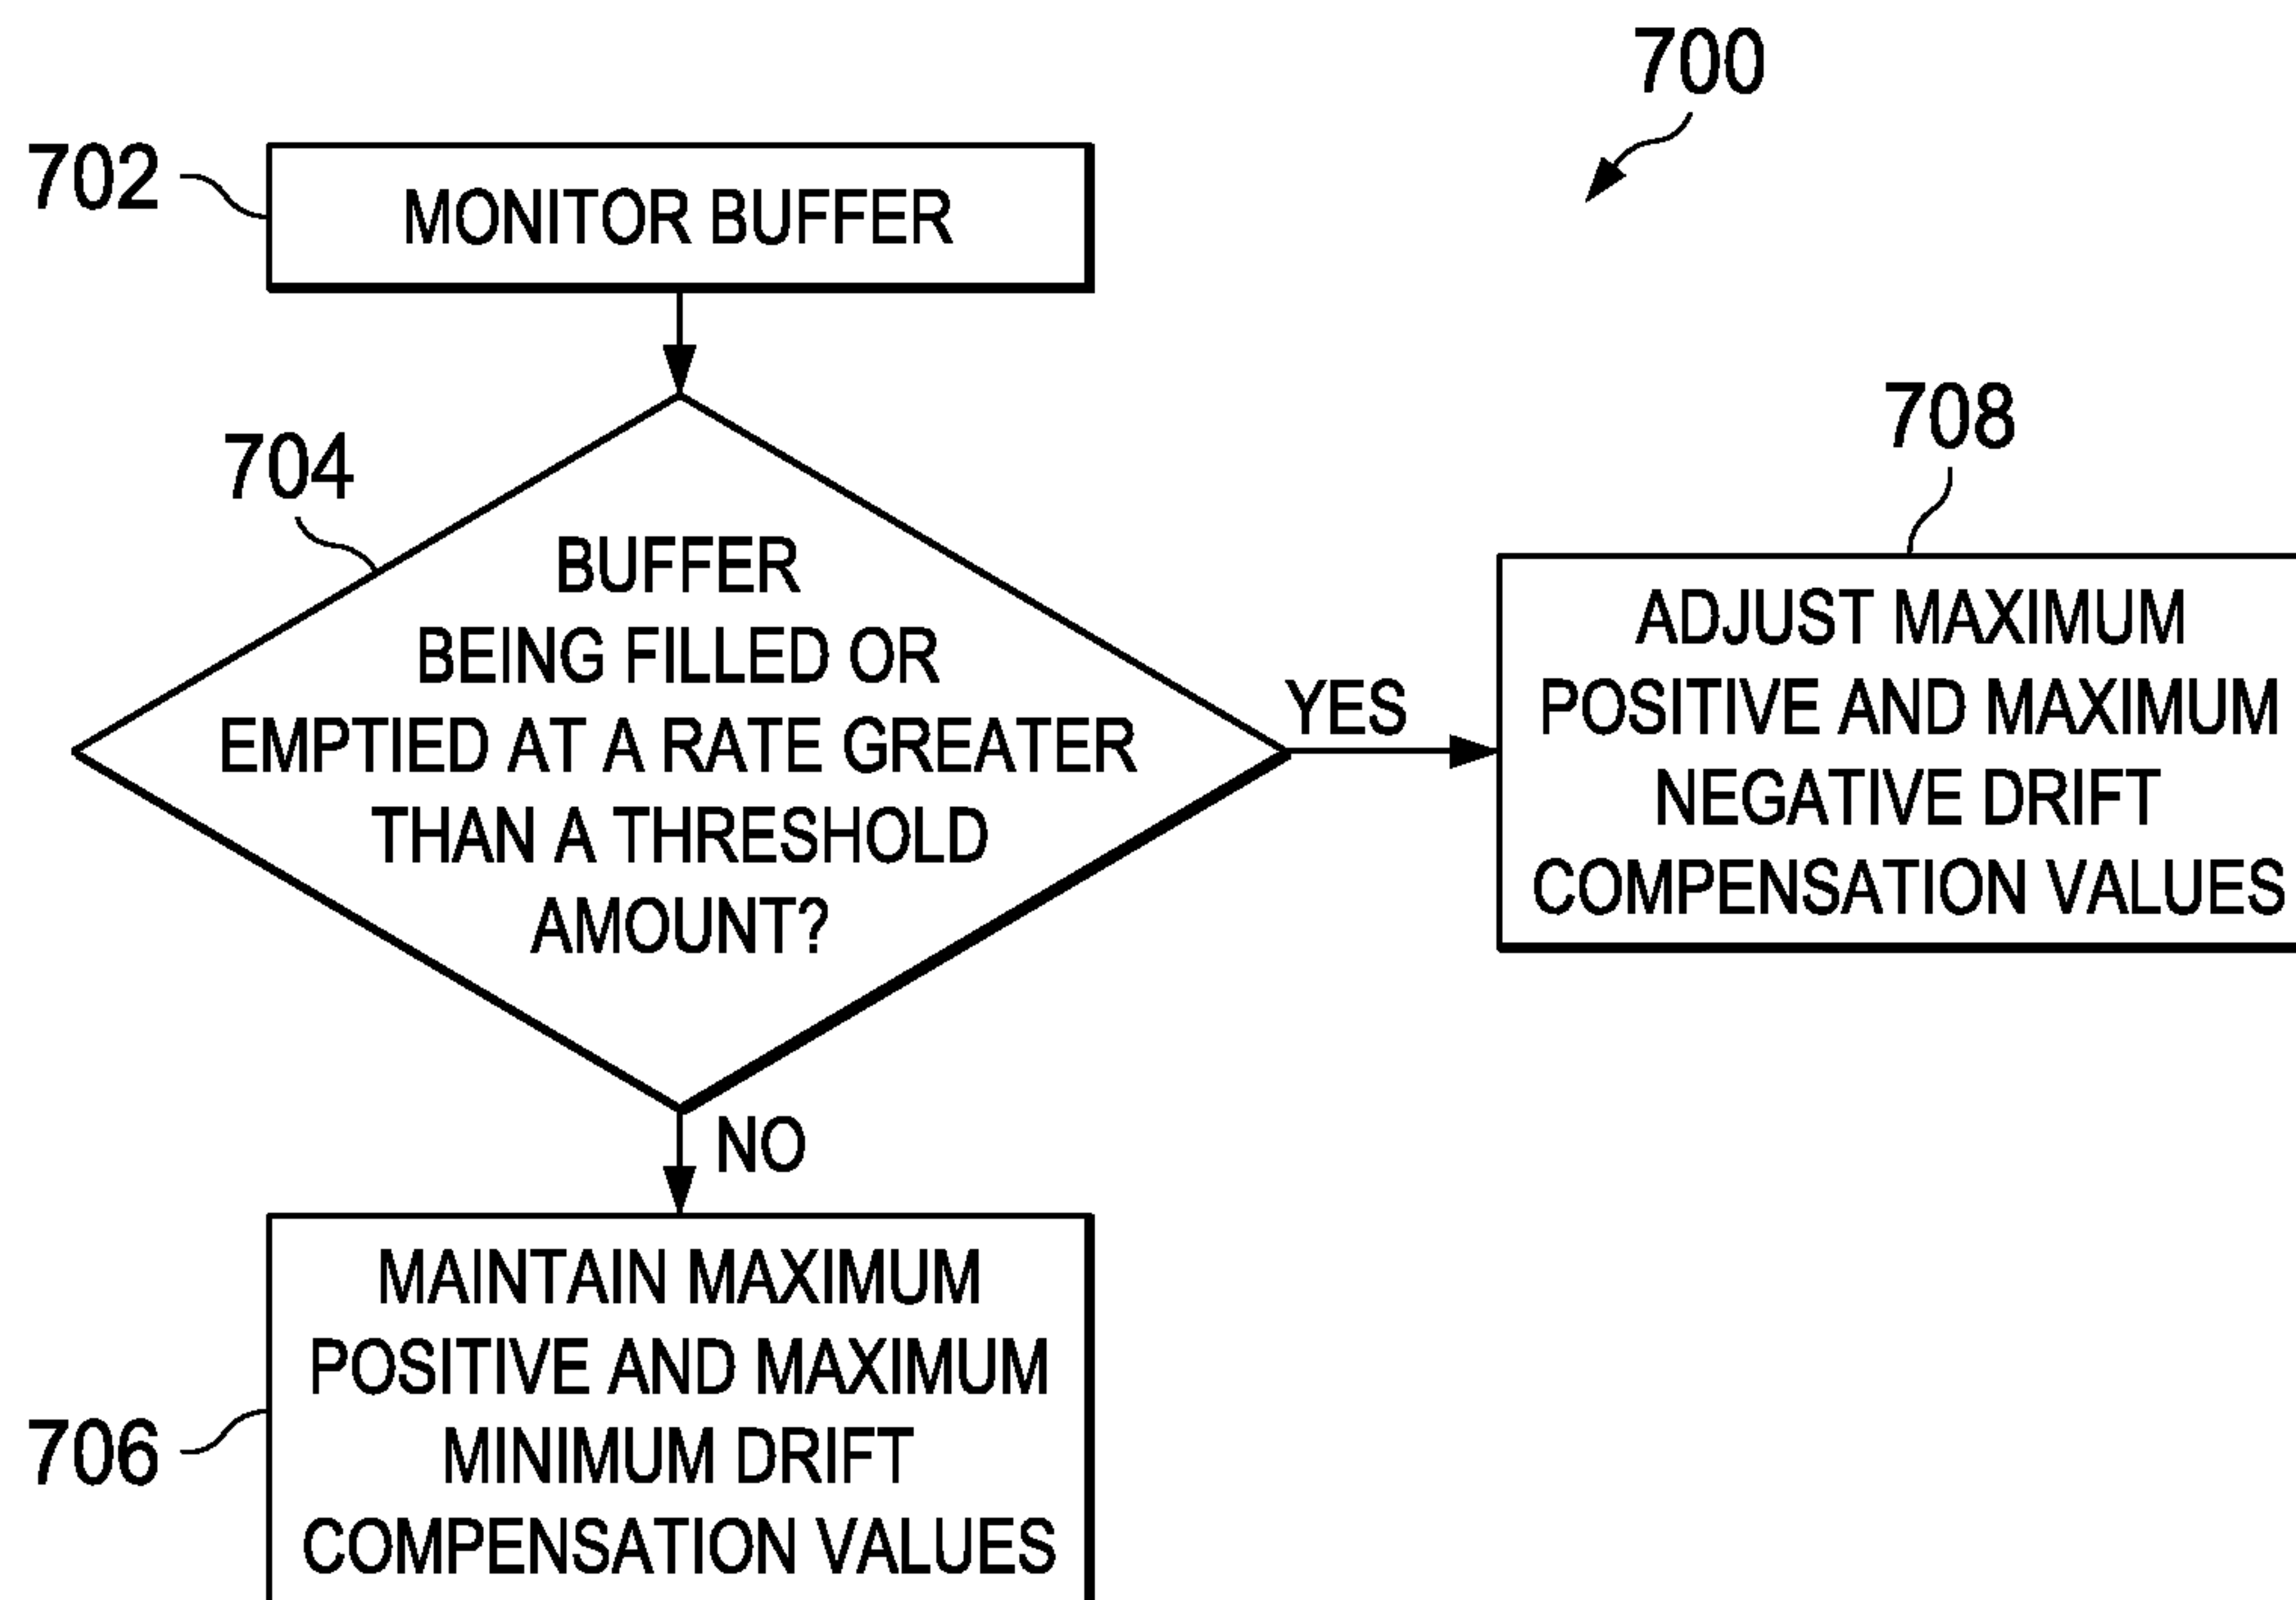 700
702
MONITOR BUFFER
704
BUFFER
BEING FILLED OR
EMPTIED AT A RATE GREATER
THAN A THRESHOLD
AMOUNT?
YES
708
ADJUST MAXIMUM
POSITIVE AND MAXIMUM
NEGATIVE DRIFT
COMPENSATION VALUES
NO
706
MAINTAIN MAXIMUM
POSITIVE AND MAXIMUM
MINIMUM DRIFT
COMPENSATION VALUES